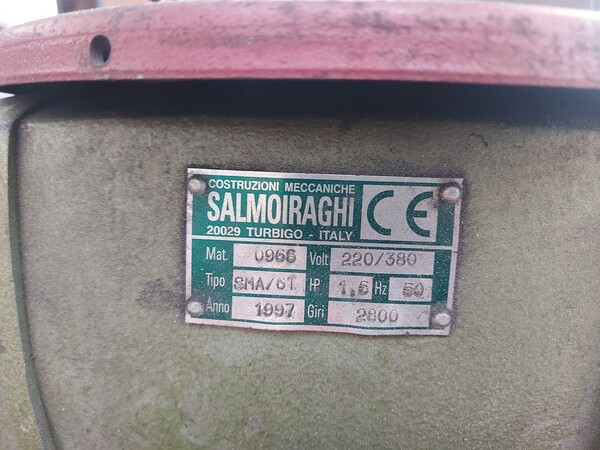 COSTRUZIONI MECCANICHE
SALMOIRAGHI CE
20029 TURBIGO - ITALY
Mat. 0966 Volt 220/380
Tipo SMA/61 HP 1,5 Hz 50
Anno 1997 Giri 2800